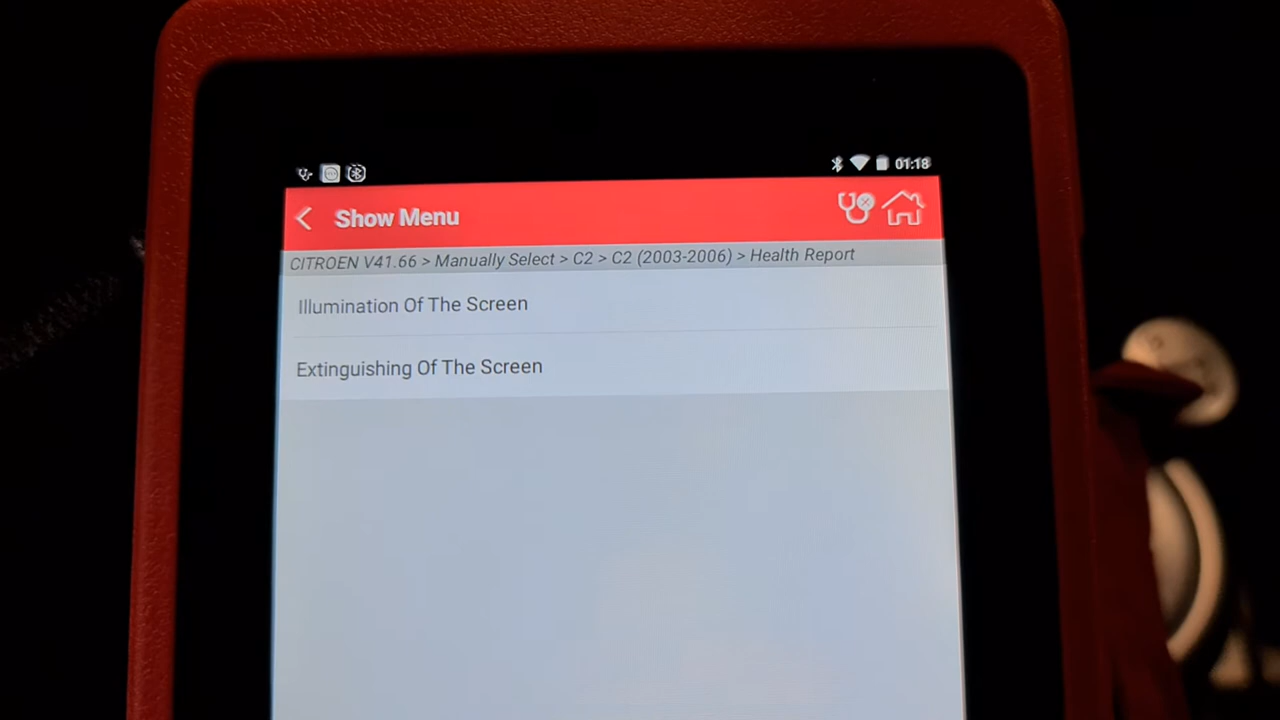 01:18
Show Menu
CITROEN V41.66 > Manually Select > C2 > C2 (2003-2006) > Health Report
Illumination Of The Screen
Extinguishing Of The Screen